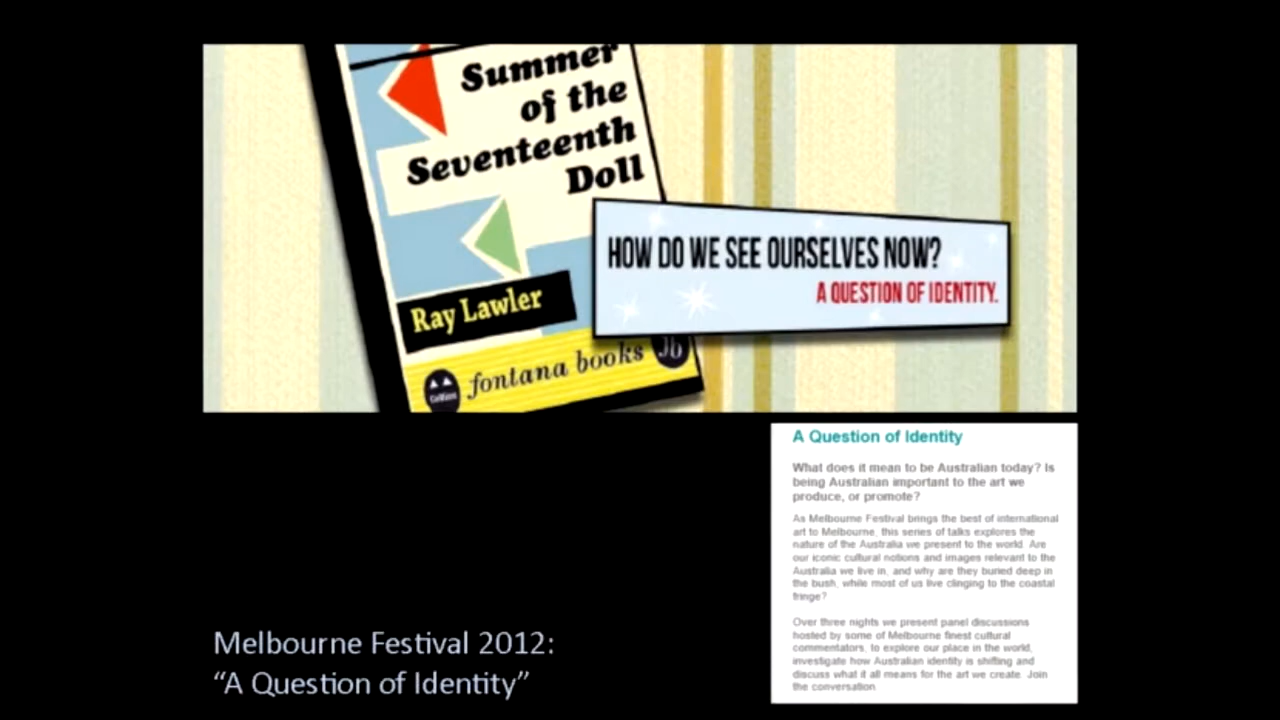 Summer
of the
Seventeenth
Doll
HOW DO WE SEE OURSELVES NOW?
A QUESTION OF IDENTITY.
Ray Lawler
fontana books
Collins
A Question of Identity
What does it mean to be Australian today? Is
being Australian important to the art we
produce, or promote?
As Melbourne Festival brings the best of international
art to Melbourne, this series of talks explores the
nature of the Australia we present to the world. Are
our iconic cultural notions and images relevant to the
Australia we live in, and why are they buried deep in
the bush, while most of us live clinging to the coastal
fringe?
Over three nights we present panel discussions
hosted by some of Melbourne finest cultural
commentators, to explore our place in the world,
investigate how Australian identity is shifting and
discuss what it all means for the art we create. Join
the conversation
Melbourne Festival 2012:
“A Question of Identity”